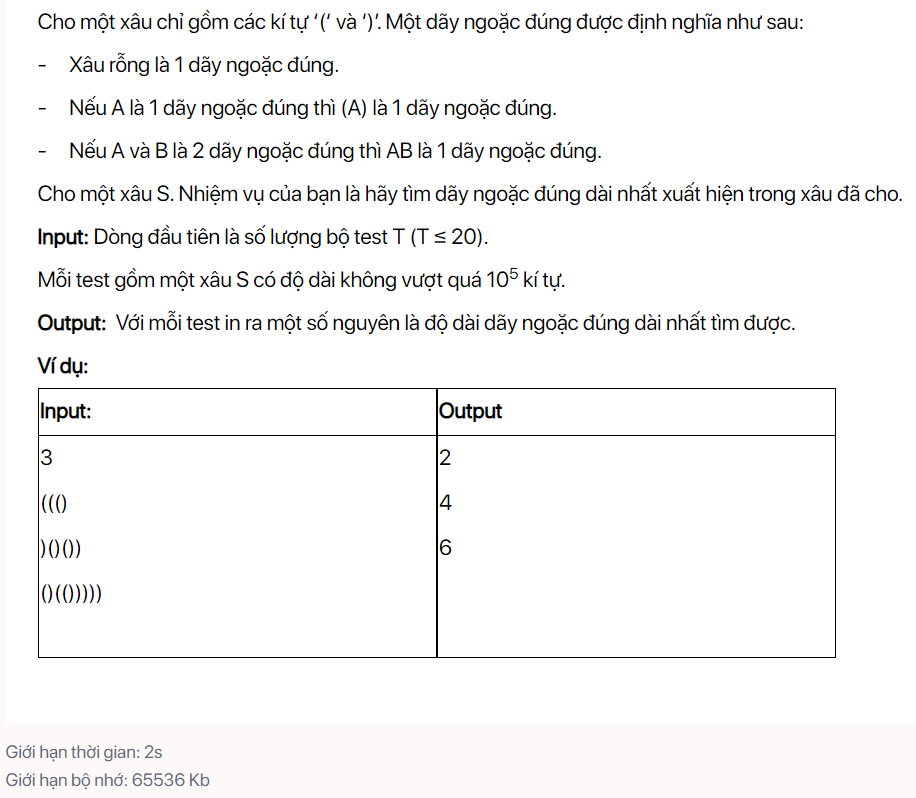 Cho một xâu chỉ gồm các kí tự ‘(‘ và ‘)’. Một dãy ngoặc đúng được định nghĩa như sau:
- Xâu rỗng là 1 dãy ngoặc đúng.
- Nếu A là 1 dãy ngoặc đúng thì (A) là 1 dãy ngoặc đúng.
- Nếu A và B là 2 dãy ngoặc đúng thì AB là 1 dãy ngoặc đúng.
Cho một xâu S. Nhiệm vụ của bạn là hãy tìm dãy ngoặc đúng dài nhất xuất hiện trong xâu đã cho.
Input: Dòng đầu tiên là số lượng bộ test T (T ≤ 20).
Mỗi test gồm một xâu S có độ dài không vượt quá 10⁵ kí tự.
Output: Với mỗi test in ra một số nguyên là độ dài dãy ngoặc đúng dài nhất tìm được.
Ví dụ:
Input: Output
3 2
((() 4
)()()) 6
()(()))))
Giới hạn thời gian: 2s
Giới hạn bộ nhớ: 65536 Kb